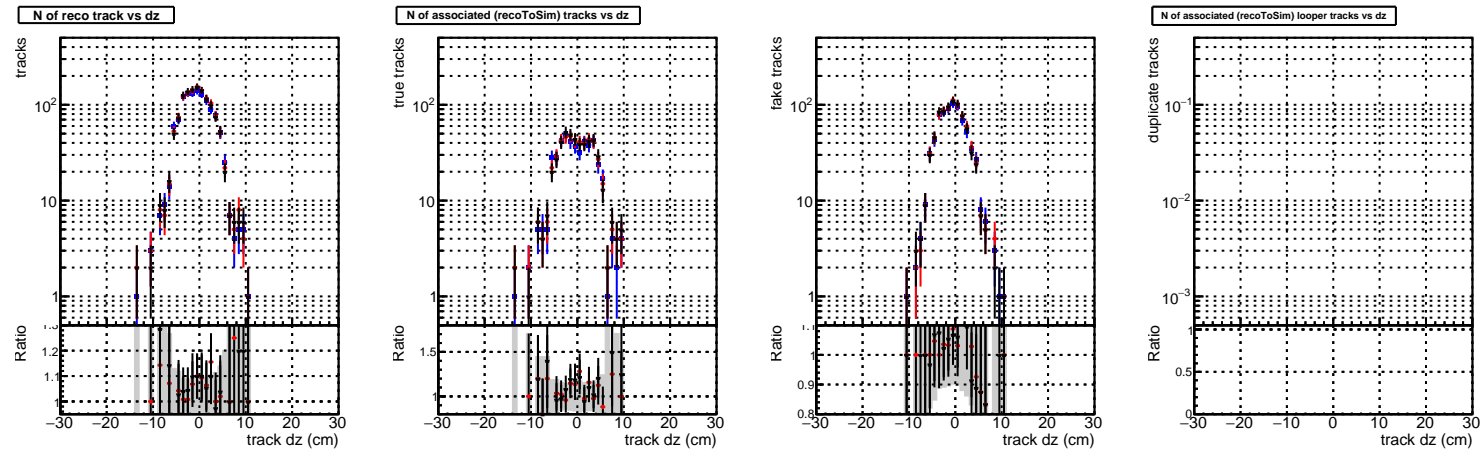 N of reco track vs dz
tracks
10²
10
1
Ratio
1.3
1.2
1.1
1
−30 −20 −10 0 10 20 30
track dz (cm)
N of associated (recoToSim) tracks vs dz
true tracks
10²
10
1
Ratio
1.5
1
−30 −20 −10 0 10 20 30
track dz (cm)
fake tracks
10²
10
1
Ratio
1.1
1
0.9
0.8
−30 −20 −10 0 10 20 30
track dz (cm)
N of associated (recoToSim) looper tracks vs dz
duplicate tracks
10⁻¹
10⁻²
10⁻³
Ratio
1
0.5
0
−30 −20 −10 0 10 20 30
track dz (cm)